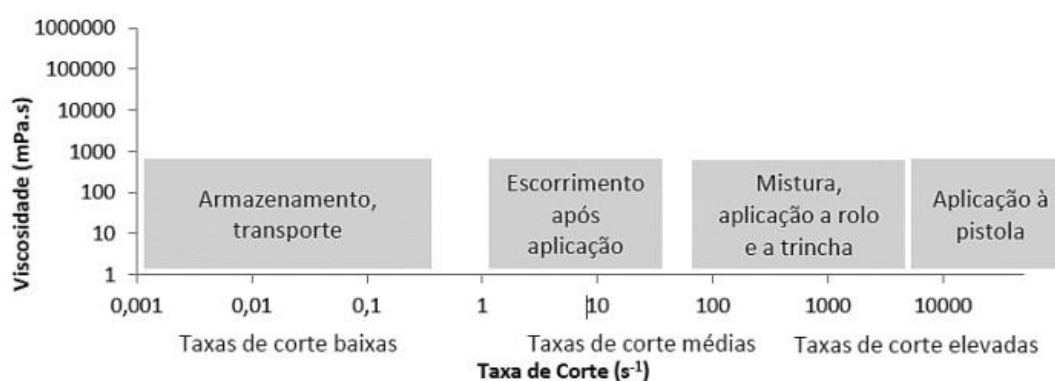 1000000
100000
10000
1000
100
10
1
Viscosidade (mPa.s)
Armazenamento,
transporte
Escorrimento
após
aplicação
Mistura,
aplicação a rolo
e a trincha
Aplicação à
pistola
0,001 0,01 0,1 1 10 100 1000 10000
Taxas de corte baixas Taxas de corte médias Taxas de corte elevadas
Taxa de Corte (s⁻¹)